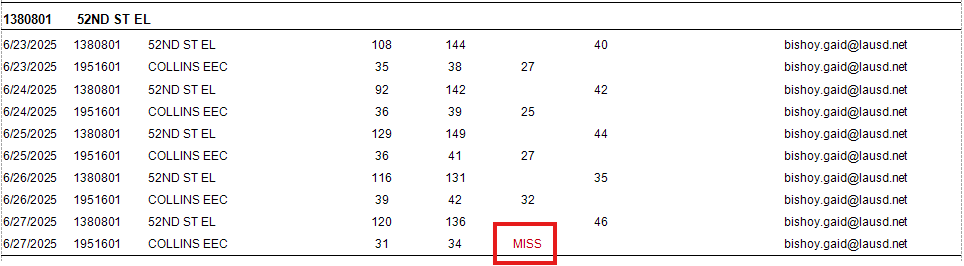 1380801 52ND ST EL
6/23/2025 1380801 52ND ST EL 108 144 40 bishoy.gaid@lausd.net
6/23/2025 1951601 COLLINS EEC 35 38 27 bishoy.gaid@lausd.net
6/24/2025 1380801 52ND ST EL 92 142 42 bishoy.gaid@lausd.net
6/24/2025 1951601 COLLINS EEC 36 39 25 bishoy.gaid@lausd.net
6/25/2025 1380801 52ND ST EL 129 149 44 bishoy.gaid@lausd.net
6/25/2025 1951601 COLLINS EEC 36 41 27 bishoy.gaid@lausd.net
6/26/2025 1380801 52ND ST EL 116 131 35 bishoy.gaid@lausd.net
6/26/2025 1951601 COLLINS EEC 39 42 32 bishoy.gaid@lausd.net
6/27/2025 1380801 52ND ST EL 120 136 46 bishoy.gaid@lausd.net
6/27/2025 1951601 COLLINS EEC 31 34 MISS bishoy.gaid@lausd.net